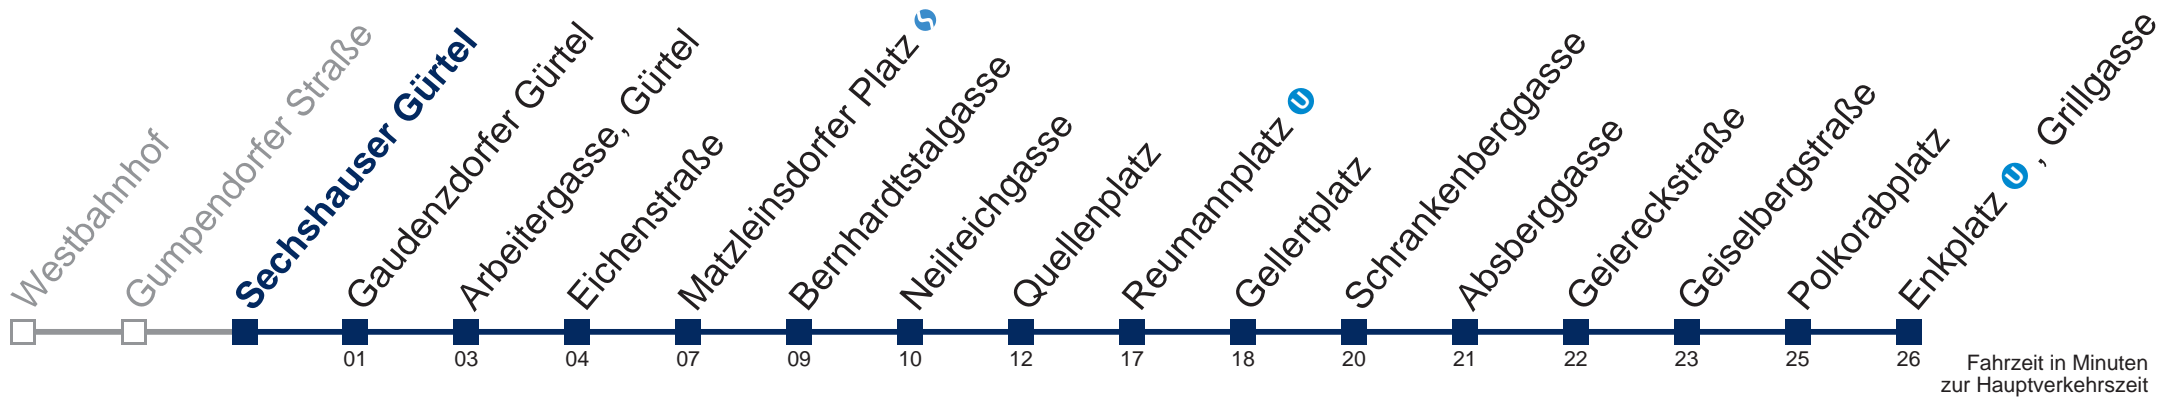 Westbahnhof
Gumpendorfer Straße
Sechshauser Gürtel
Gaudenzdorfer Gürtel
Arbeitergasse, Gürtel
Eichenstraße
Matzleinsdorfer Platz S
Bernhardtstalgasse
Neilreichgasse
Quellenplatz
Reumannplatz U
Gellertplatz
Schrankenberggasse
Absberggasse
Geiereckstraße
Geiselbergstraße
Polkorabplatz
Enkplatz U , Grillgasse
01 03 04 07 09 10 12 17 18 20 21 22 23 25 26
Fahrzeit in Minuten
zur Hauptverkehrszeit